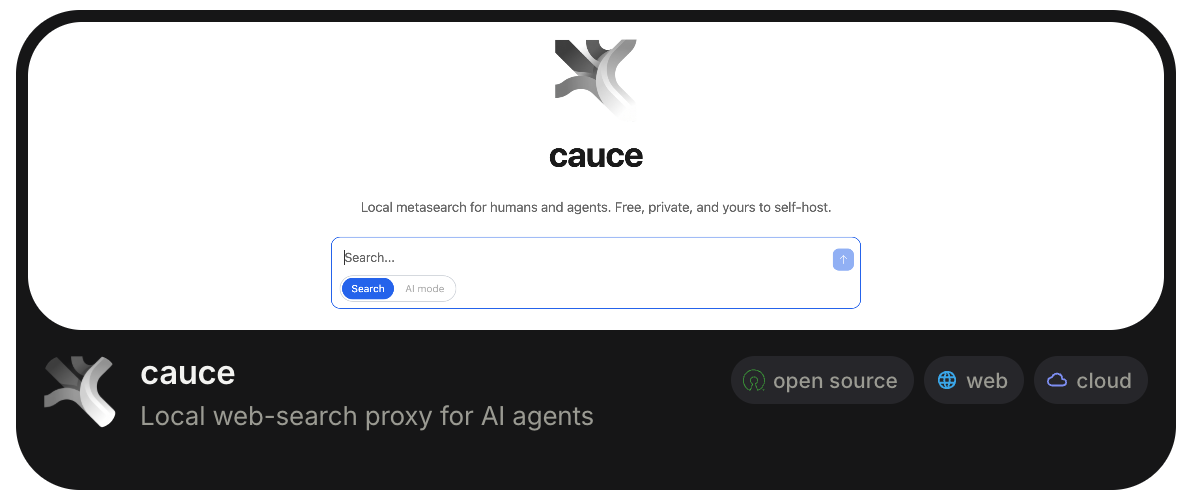 cauce
Local metasearch for humans and agents. Free, private, and yours to self-host.
Search...
Search AI mode
cauce
Local web-search proxy for AI agents
open source web cloud